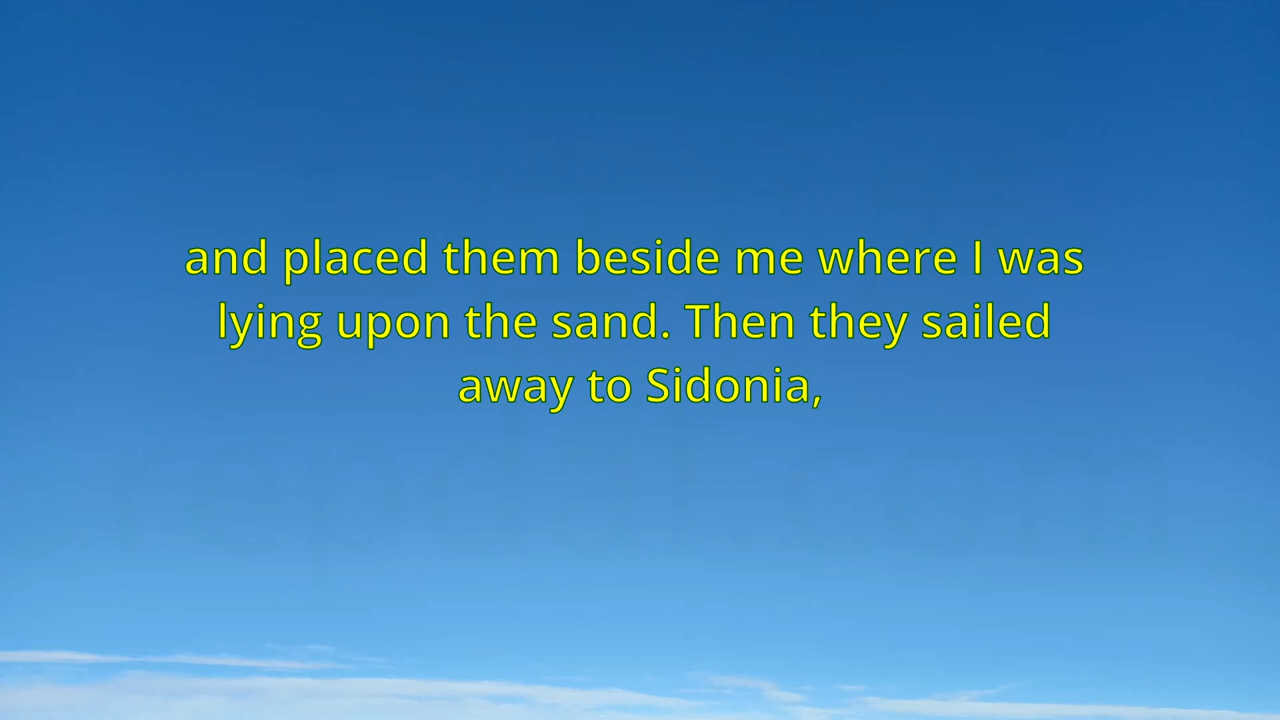 and placed them beside me where I was
lying upon the sand. Then they sailed
away to Sidonia,